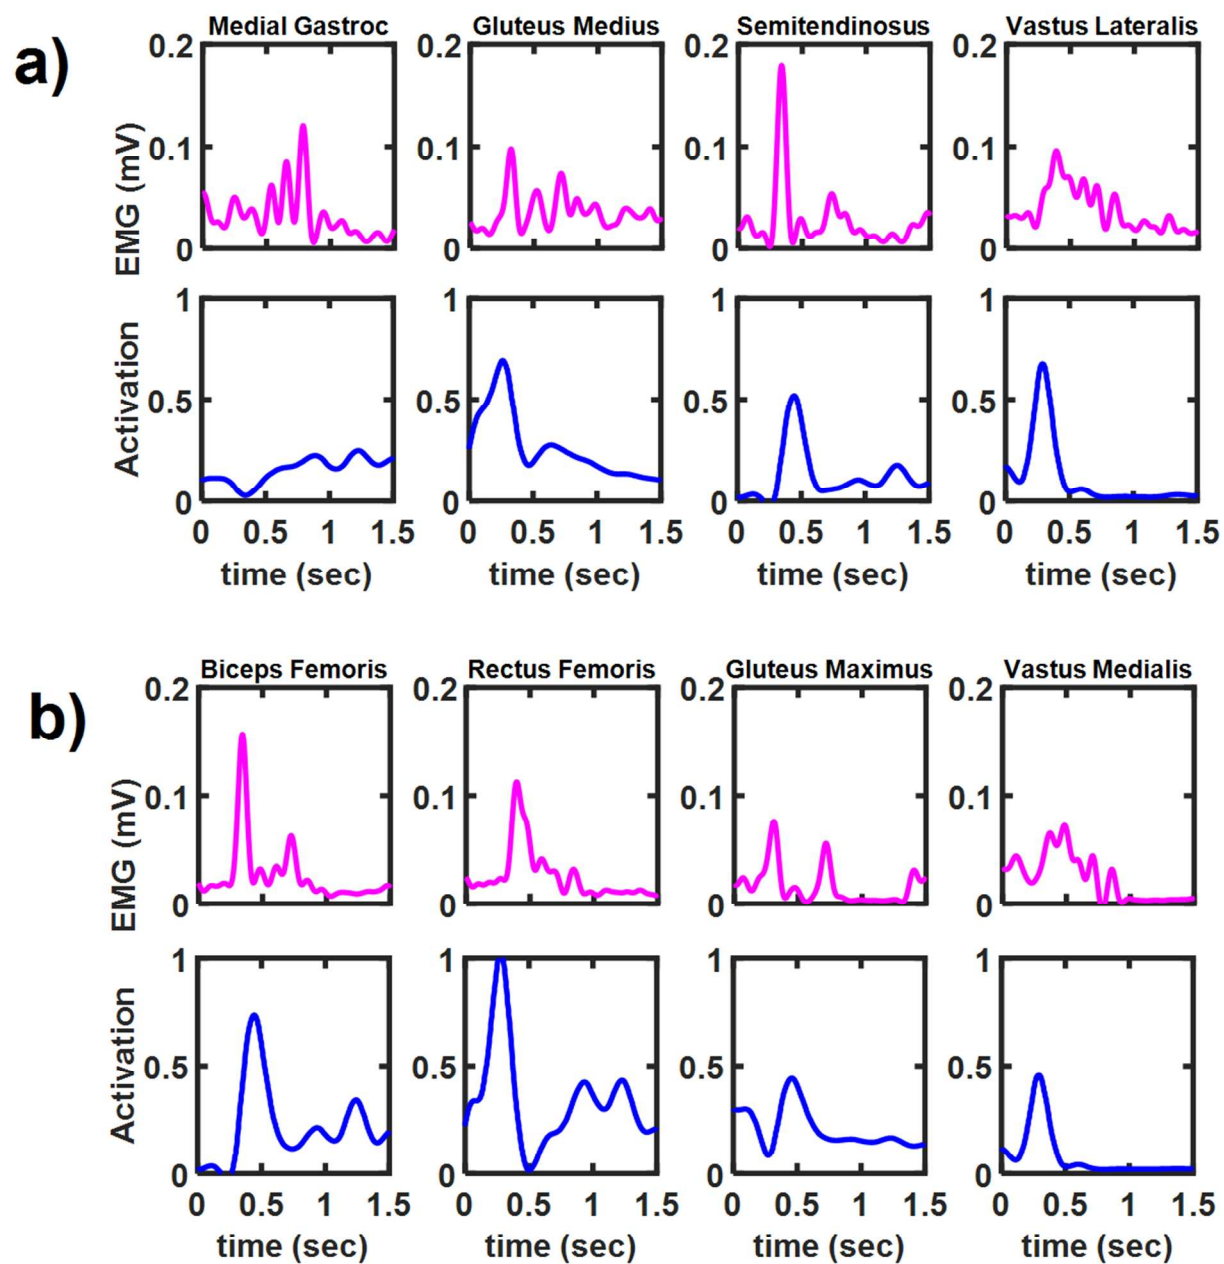 a)
Medial Gastroc Gluteus Medius Semitendinosus Vastus Lateralis
0.2 0.2 0.2 0.2
EMG (mV)
0.1 0.1 0.1 0.1
0 0 0 0
1 1 1 1
Activation
0.5 0.5 0.5 0.5
0 0 0 0
0 0.5 1 1.5 0 0.5 1 1.5 0 0.5 1 1.5 0 0.5 1 1.5
time (sec) time (sec) time (sec) time (sec)
b)
Biceps Femoris Rectus Femoris Gluteus Maximus Vastus Medialis
0.2 0.2 0.2 0.2
EMG (mV)
0.1 0.1 0.1 0.1
0 0 0 0
1 1 1 1
Activation
0.5 0.5 0.5 0.5
0 0 0 0
0 0.5 1 1.5 0 0.5 1 1.5 0 0.5 1 1.5 0 0.5 1 1.5
time (sec) time (sec) time (sec) time (sec)